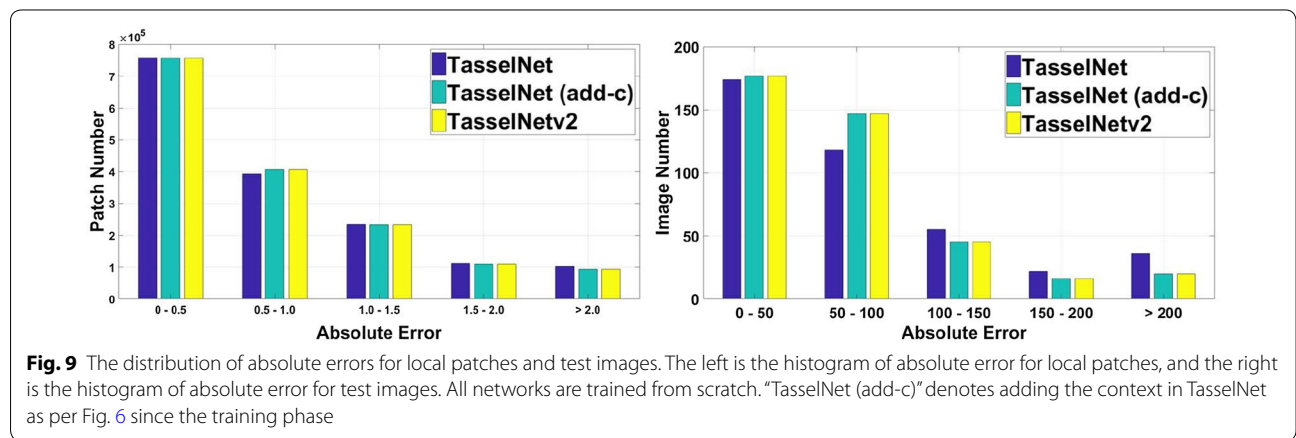 ×10⁵
8
7
6
5
4
3
2
1
0
Patch Number
TasselNet
TasselNet (add-c)
TasselNetv2
0 - 0.5
0.5 - 1.0
1.0 - 1.5
1.5 - 2.0
> 2.0
Absolute Error
200
150
100
50
0
Image Number
TasselNet
TasselNet (add-c)
TasselNetv2
0 - 50
50 - 100
100 - 150
150 - 200
> 200
Absolute Error
Fig. 9 The distribution of absolute errors for local patches and test images. The left is the histogram of absolute error for local patches, and the right
is the histogram of absolute error for test images. All networks are trained from scratch. “TasselNet (add-c)” denotes adding the context in TasselNet
as per Fig. 6 since the training phase